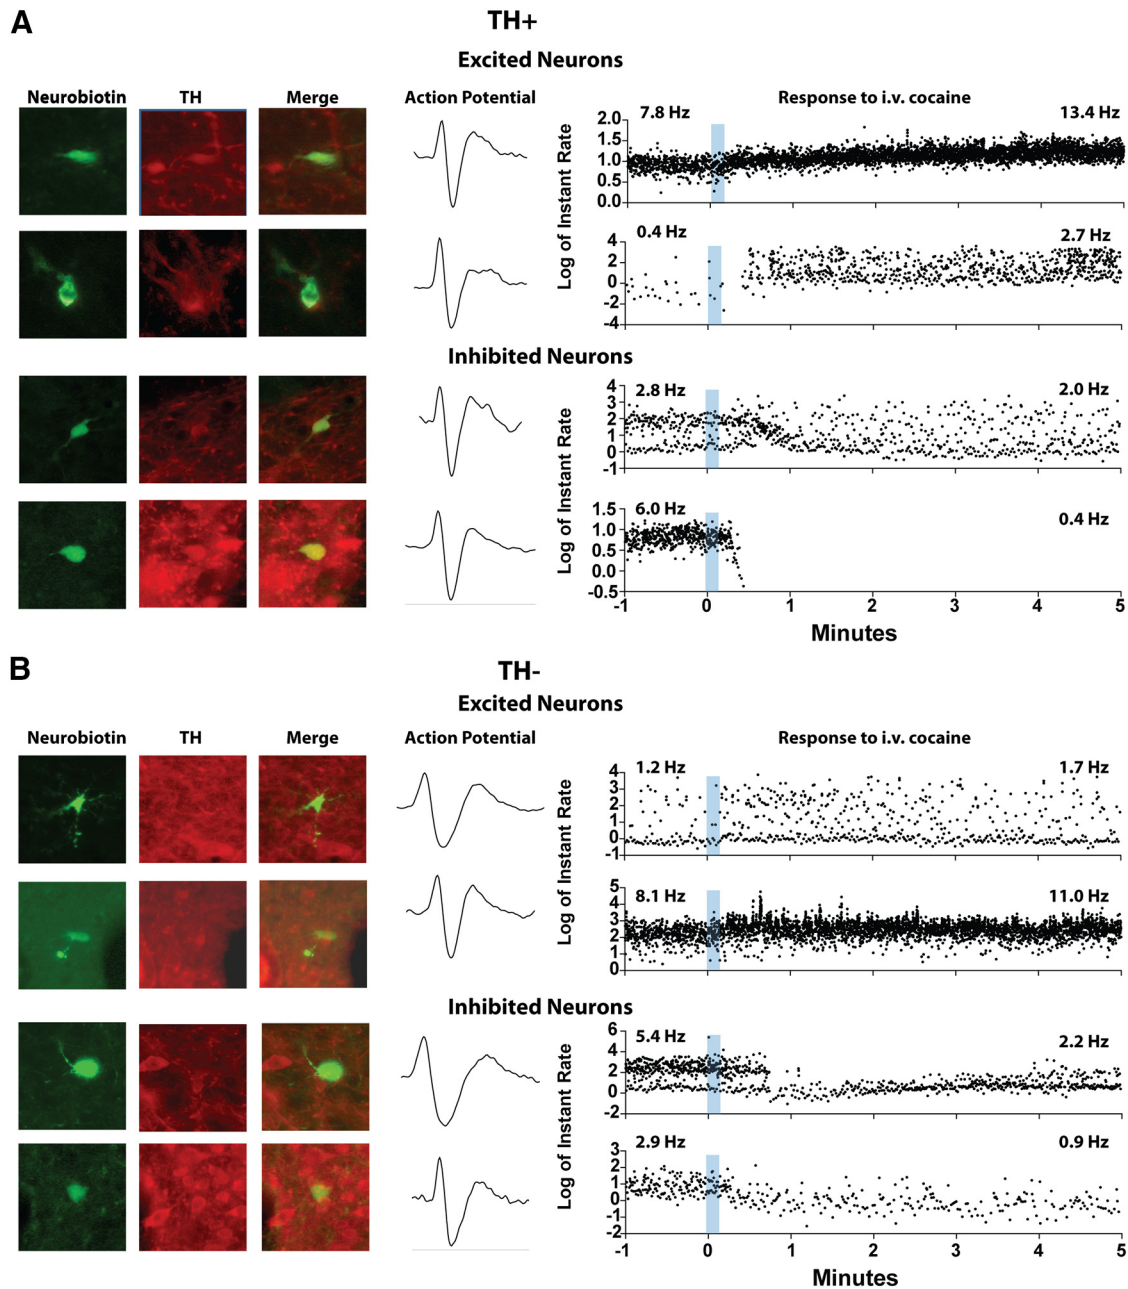 A
TH+
Excited Neurons
Neurobiotin TH Merge Action Potential Response to i.v. cocaine
7.8 Hz 13.4 Hz
2.0
1.5
1.0
0.5
0.0
Log of Instant Rate
0.4 Hz 2.7 Hz
4
2
0
-2
-4
Inhibited Neurons
2.8 Hz 2.0 Hz
4
3
2
1
0
-1
Log of Instant Rate
6.0 Hz 0.4 Hz
1.5
1.0
0.5
0.0
-0.5
-1 0 1 2 3 4 5
Minutes
B
TH-
Excited Neurons
Neurobiotin TH Merge Action Potential Response to i.v. cocaine
1.2 Hz 1.7 Hz
4
3
2
1
0
-1
Log of Instant Rate
8.1 Hz 11.0 Hz
5
4
3
2
1
0
Inhibited Neurons
5.4 Hz 2.2 Hz
6
4
2
0
-2
Log of Instant Rate
2.9 Hz 0.9 Hz
3
2
1
0
-1
-2
-1 0 1 2 3 4 5
Minutes